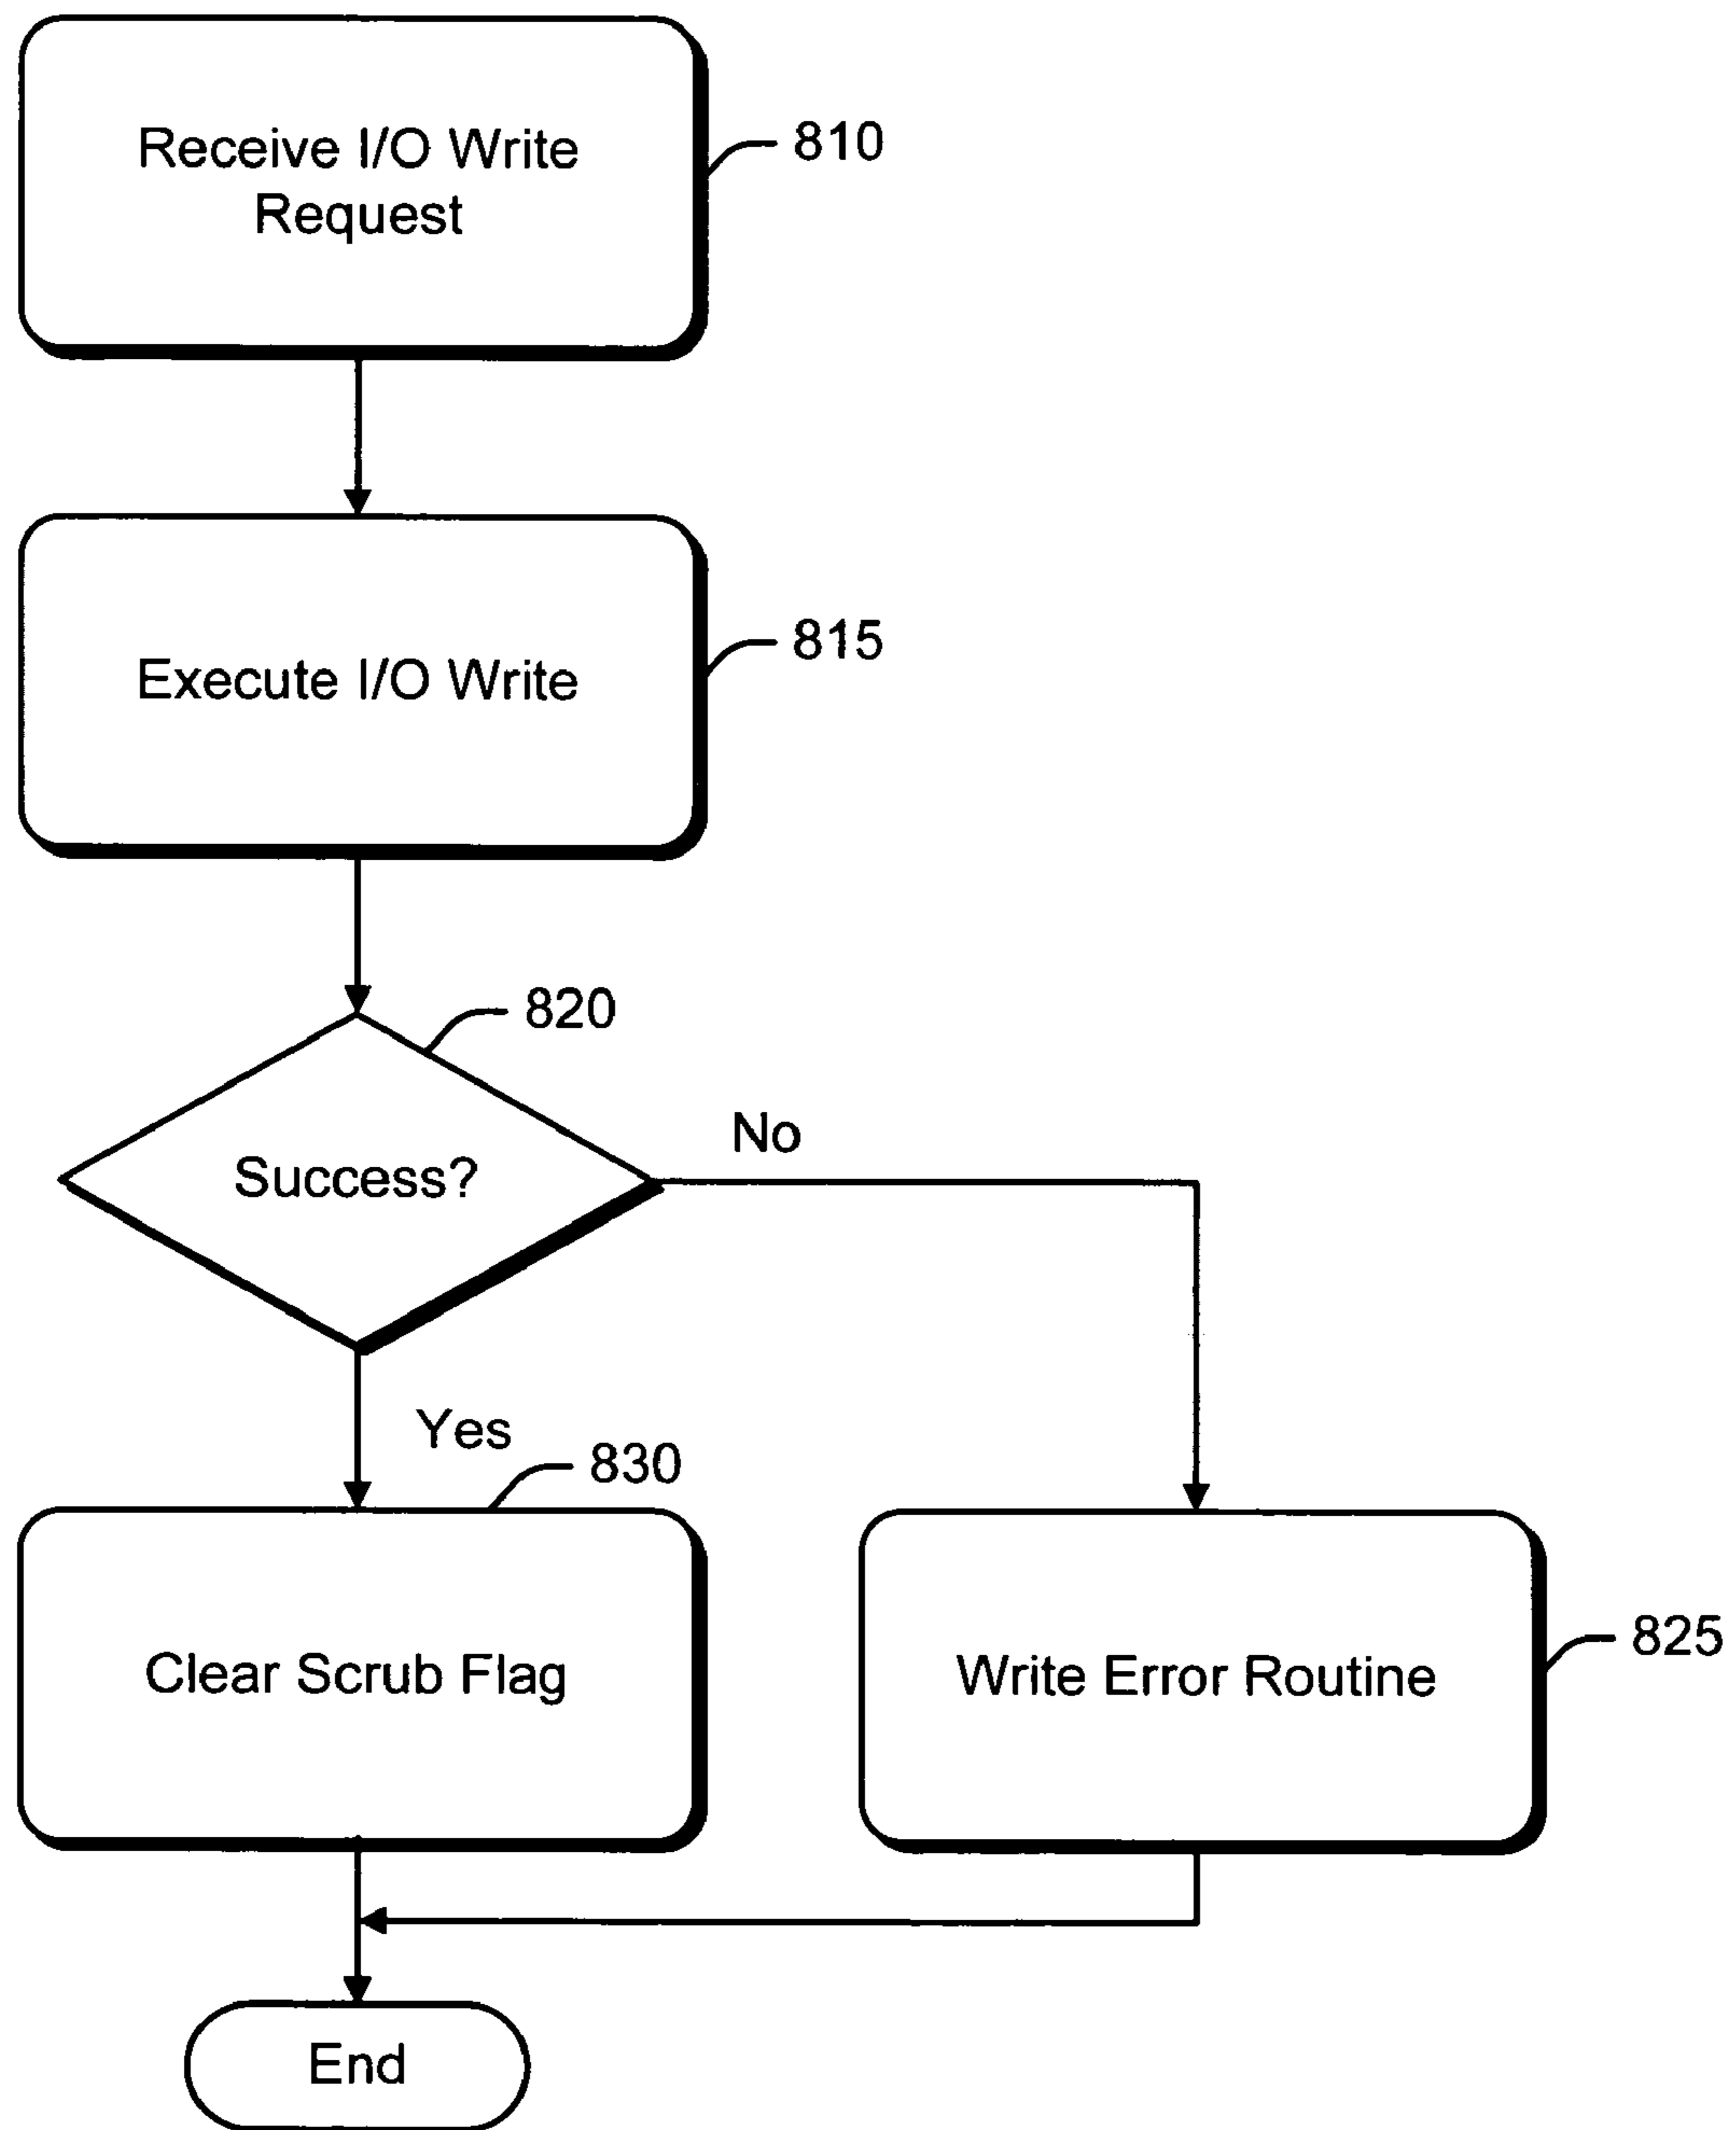 Receive I/O Write
Request
810
Execute I/O Write
815
820
Success?
No
Yes
830
Clear Scrub Flag
Write Error Routine
825
End